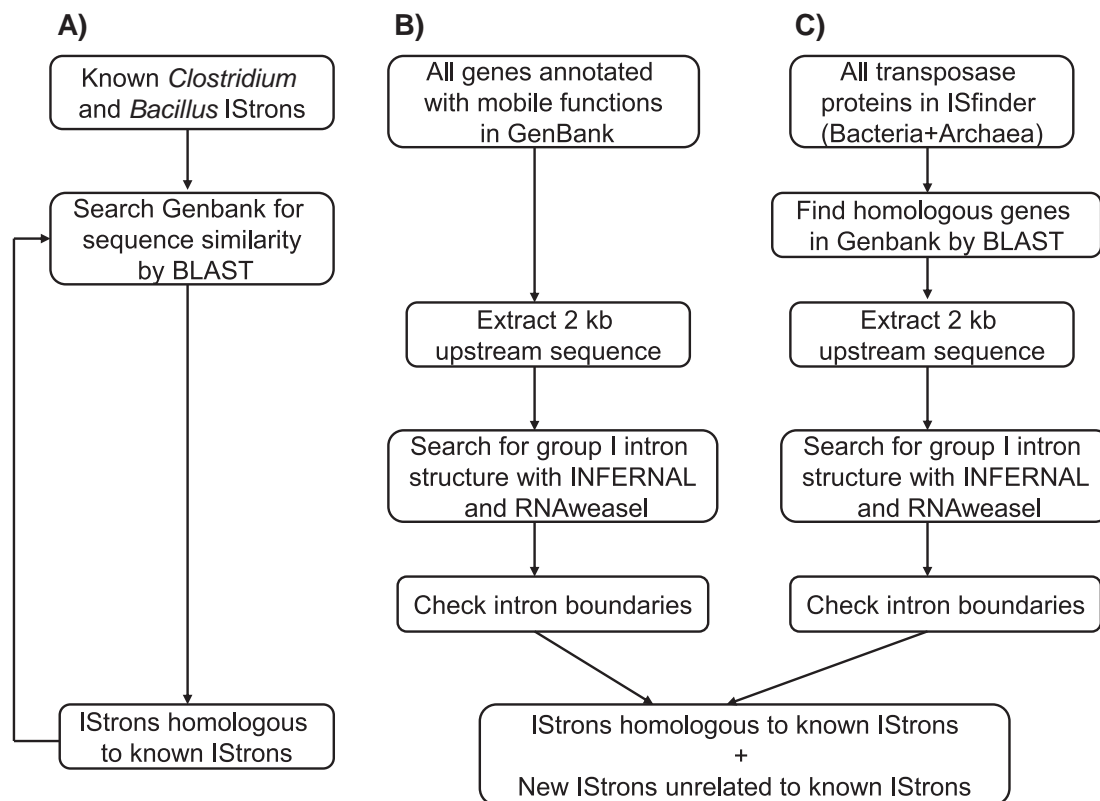 A)
Known Clostridium
and Bacillus IStrons
Search Genbank for
sequence similarity
by BLAST
IStrons homologous
to known IStrons
B)
All genes annotated
with mobile functions
in GenBank
Extract 2 kb
upstream sequence
Search for group I intron
structure with INFERNAL
and RNAweasel
Check intron boundaries
C)
All transposase
proteins in ISfinder
(Bacteria+Archaea)
Find homologous genes
in Genbank by BLAST
Extract 2 kb
upstream sequence
Search for group I intron
structure with INFERNAL
and RNAweasel
Check intron boundaries
IStrons homologous to known IStrons
+
New IStrons unrelated to known IStrons